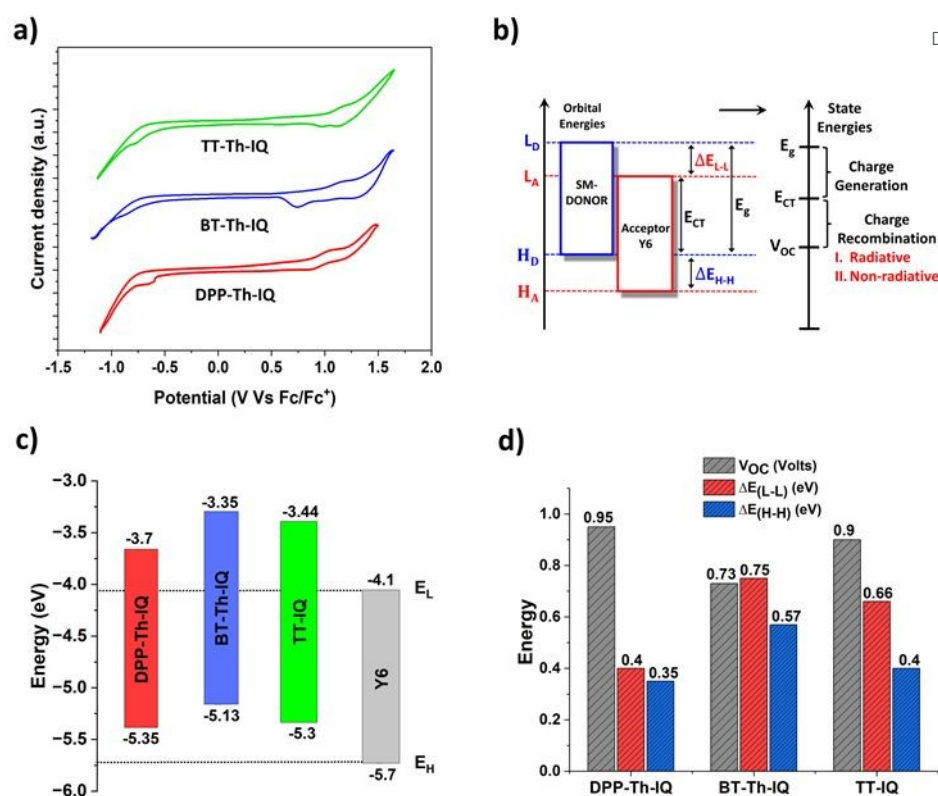 a)
Current density (a.u.)
TT-Th-IQ
BT-Th-IQ
DPP-Th-IQ
-1.5 -1.0 -0.5 0.0 0.5 1.0 1.5 2.0
Potential (V Vs Fc/Fc⁺)
b)
Orbital
Energies
State
Energies
L_D
L_A
H_D
H_A
SM-
DONOR
Acceptor
Y6
ΔE_L-L
E_CT
E_g
ΔE_H-H
E_g
E_CT
V_OC
Charge
Generation
Charge
Recombination
I. Radiative
II. Non-radiative
c)
Energy (eV)
−3.0
−3.5
−4.0
−4.5
−5.0
−5.5
−6.0
-3.7
DPP-Th-IQ
-5.35
-3.35
BT-Th-IQ
-5.13
-3.44
TT-IQ
-5.3
-4.1
Y6
-5.7
E_L
E_H
d)
V_OC (Volts)
ΔE_(L-L) (eV)
ΔE_(H-H) (eV)
Energy
1.0
0.8
0.6
0.4
0.2
0.0
0.95
0.4
0.35
0.73
0.75
0.57
0.9
0.66
0.4
DPP-Th-IQ BT-Th-IQ TT-IQ